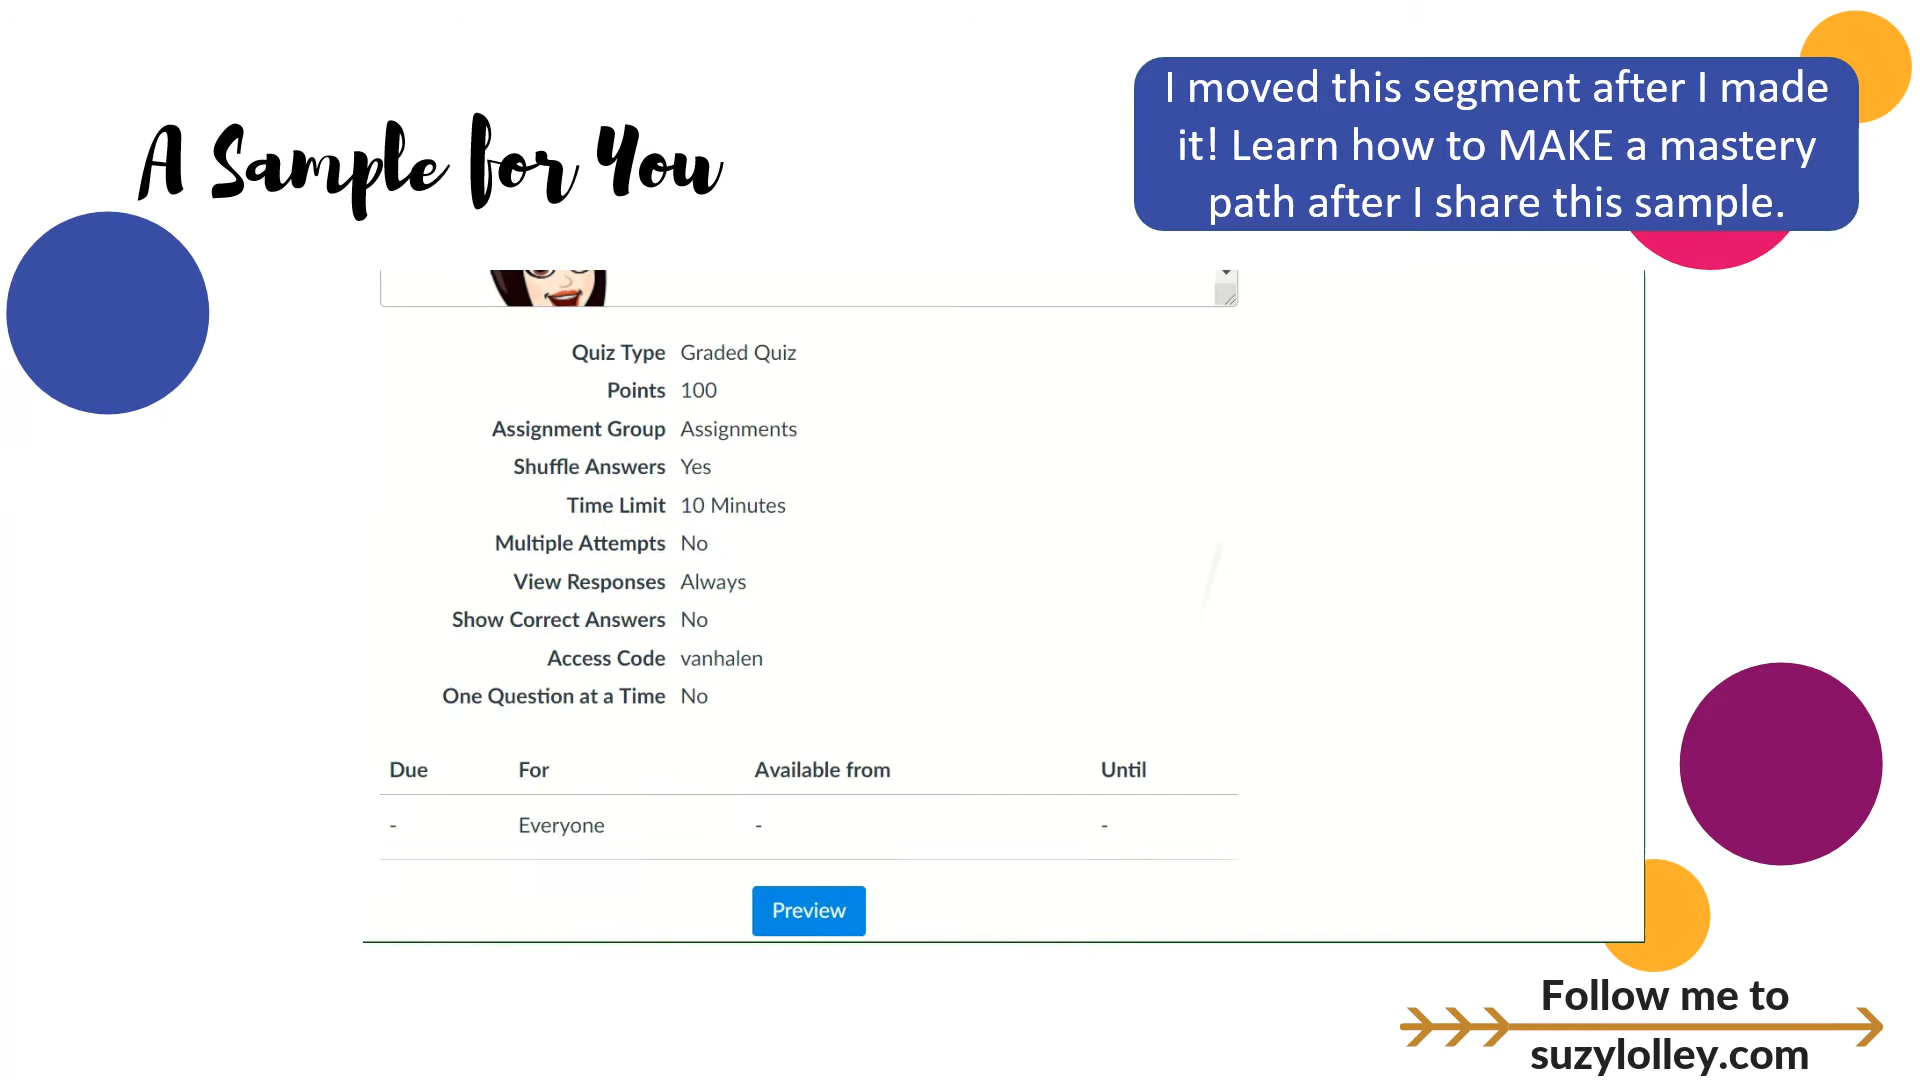 A Sample for You
I moved this segment after I made
it! Learn how to MAKE a mastery
path after I share this sample.
Quiz Type Graded Quiz
Points 100
Assignment Group Assignments
Shuffle Answers Yes
Time Limit 10 Minutes
Multiple Attempts No
View Responses Always
Show Correct Answers No
Access Code vanhalen
One Question at a Time No
Due For Available from Until
- Everyone - -
Preview
Follow me to
suzylolley.com